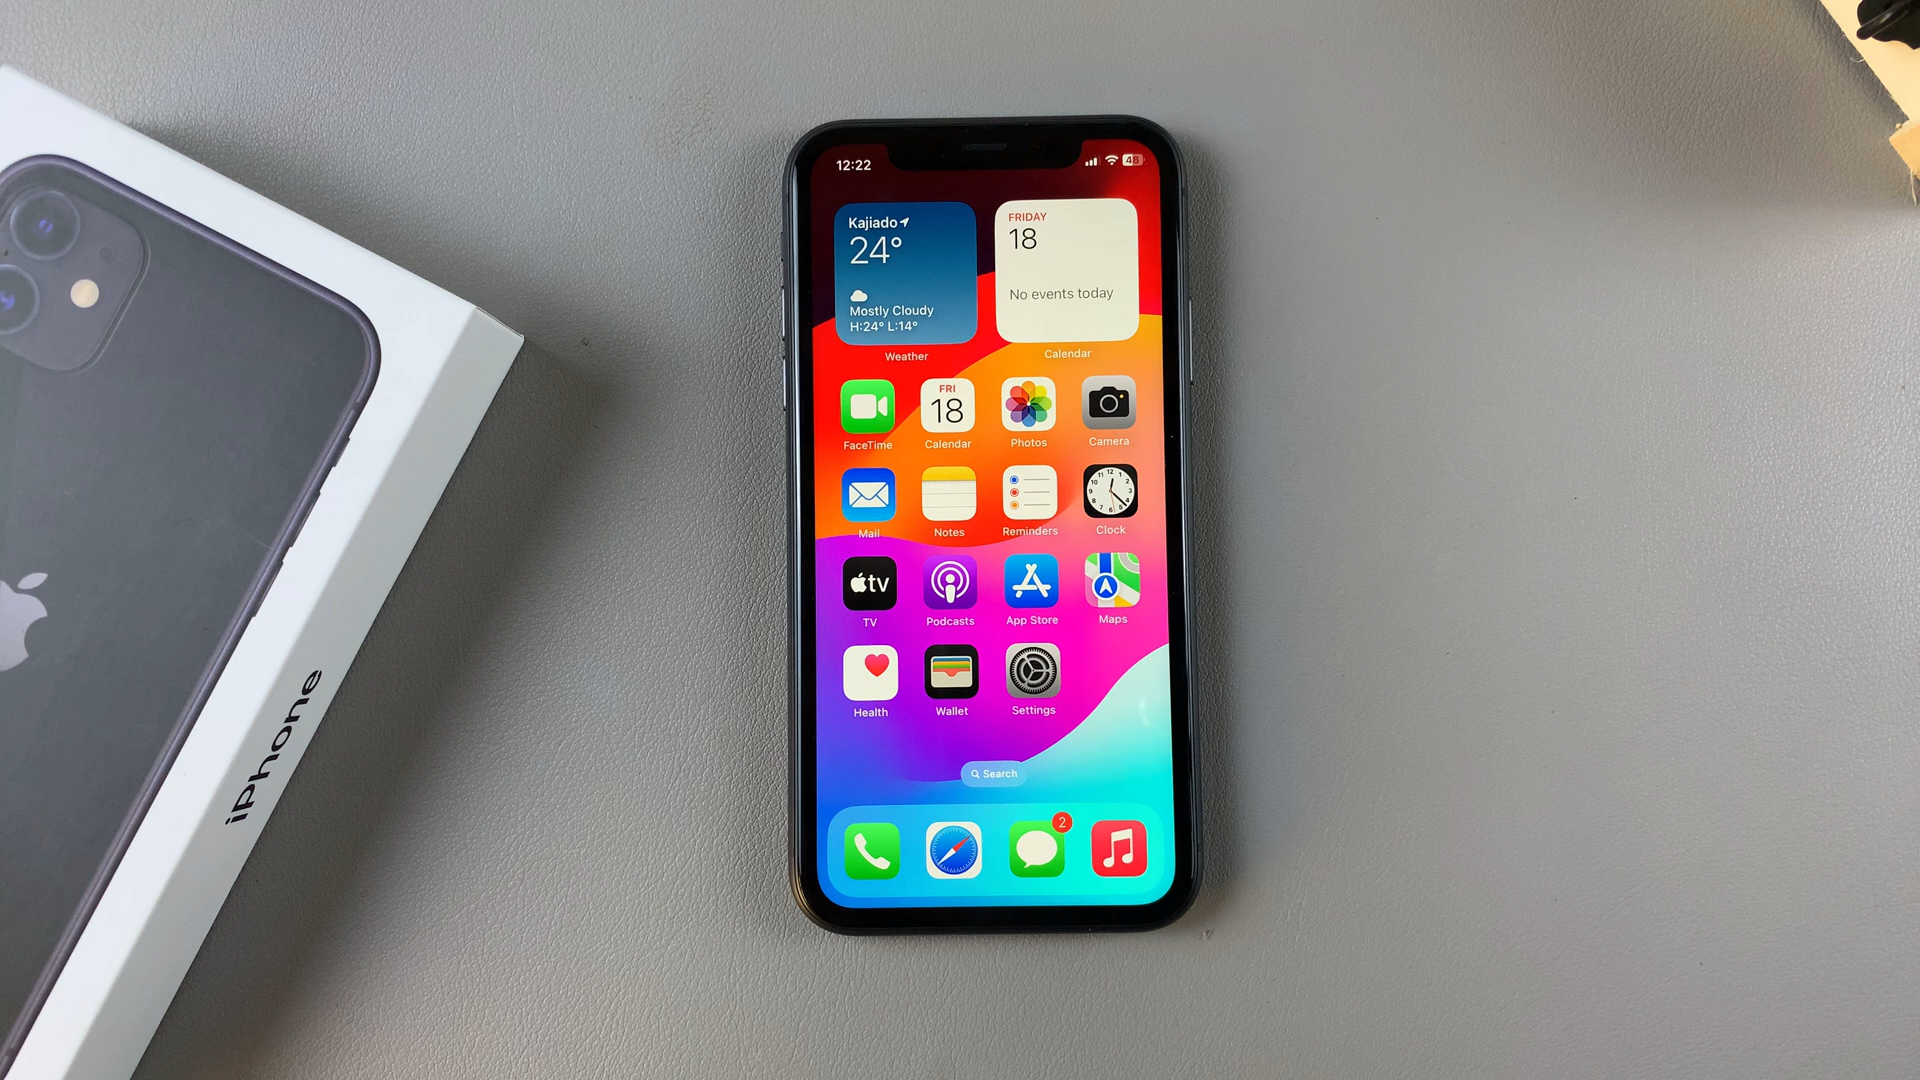 12:22
48
Kajiado
24°
Mostly Cloudy
H:24° L:14°
Weather
FRIDAY
18
No events today
Calendar
FaceTime
FRI
18
Calendar
Photos
Camera
Mail
Notes
Reminders
Clock
tv
TV
Podcasts
App Store
Maps
Health
Wallet
Settings
Search
2
iPhone